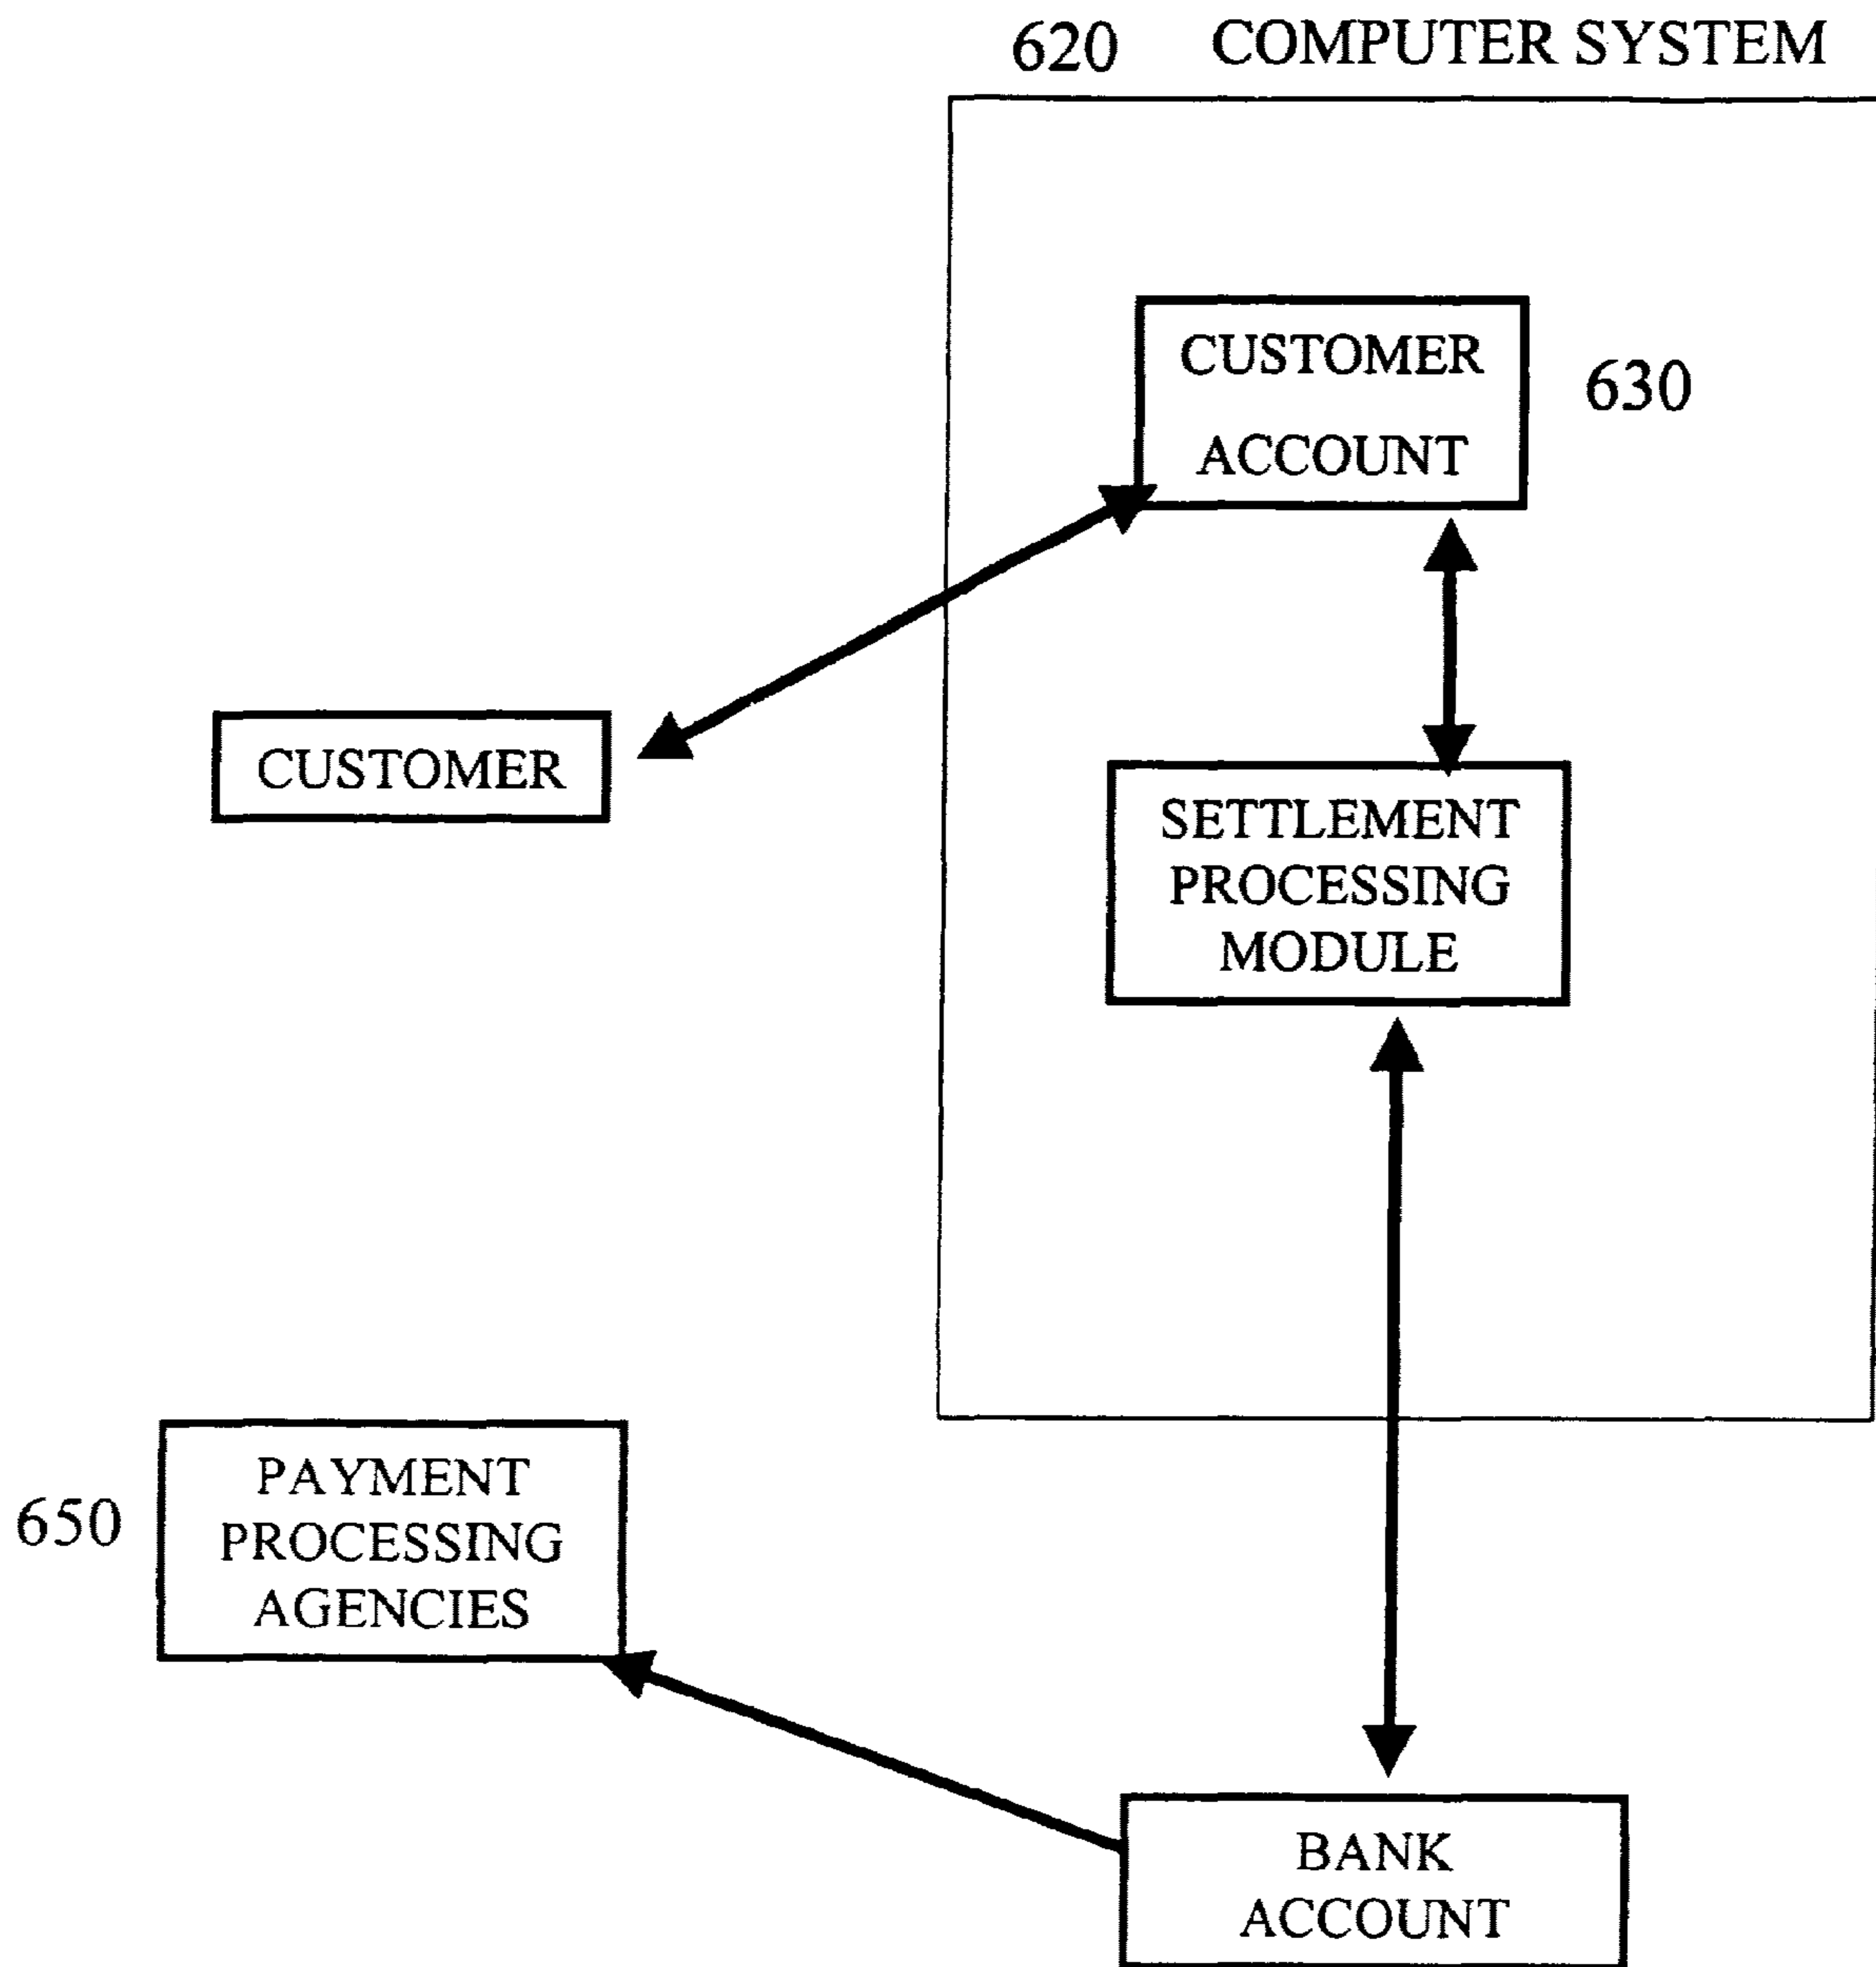 620 COMPUTER SYSTEM
CUSTOMER
ACCOUNT
630
CUSTOMER
SETTLEMENT
PROCESSING
MODULE
650
PAYMENT
PROCESSING
AGENCIES
BANK
ACCOUNT